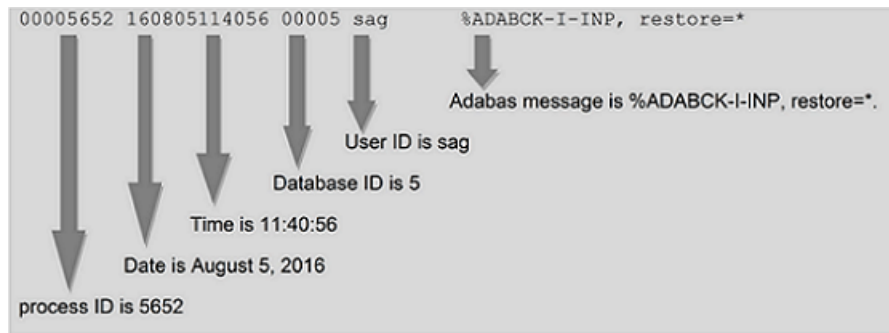 00005652 160805114056 00005 sag %ADABCK-I-INP, restore=*
Adabas message is %ADABCK-I-INP, restore=*.
User ID is sag
Database ID is 5
Time is 11:40:56
Date is August 5, 2016
process ID is 5652